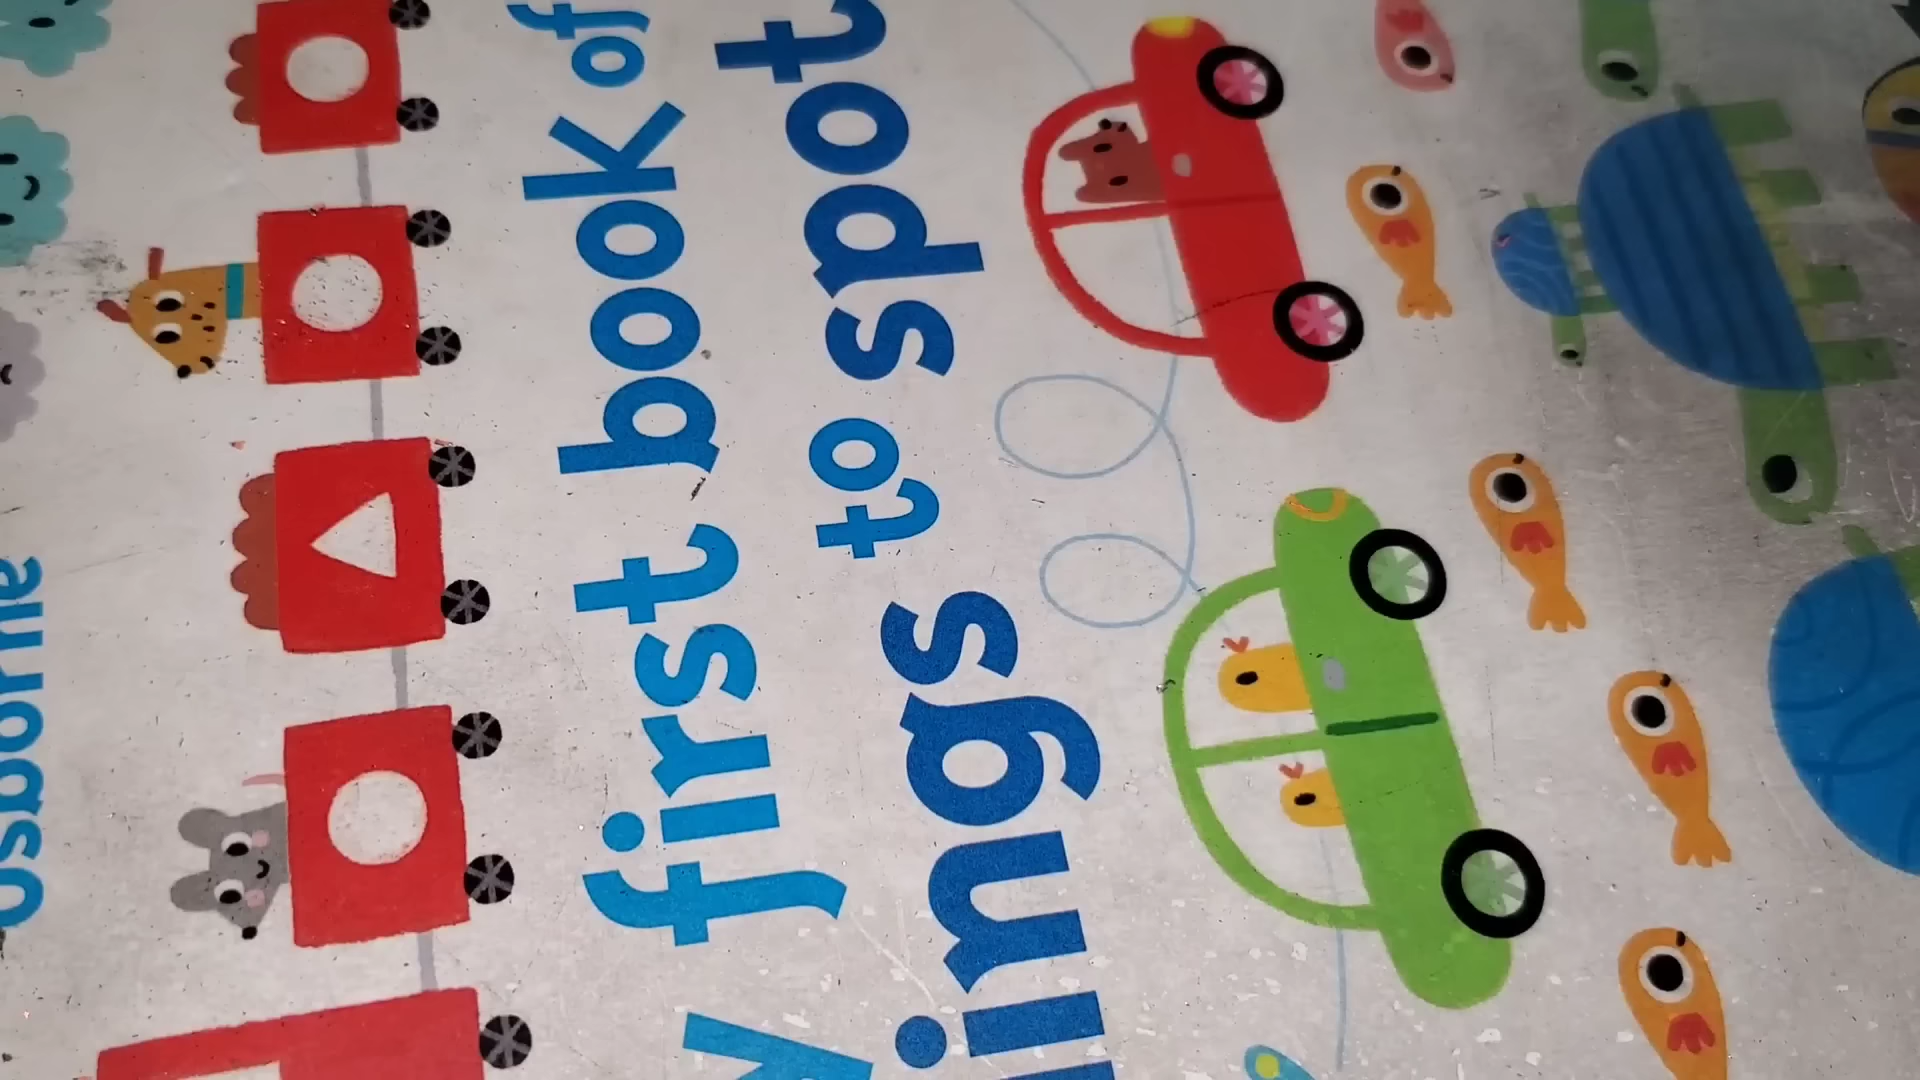 usborne
y first book of
ings to spot